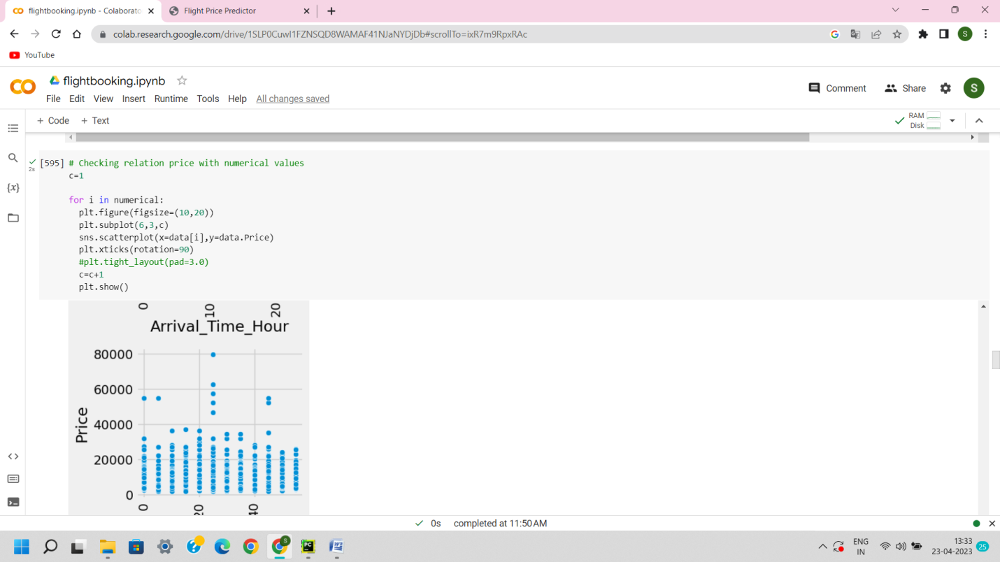 flightbooking.ipynb - Colaborato
Flight Price Predictor
colab.research.google.com/drive/1SLP0CuwI1FZNSQD8WAMAF41NJaNYDjDb#scrollTo=ixR7m9RpxRAc
S
YouTube
flightbooking.ipynb
File Edit View Insert Runtime Tools Help All changes saved
Comment Share S
+ Code + Text
RAM
Disk
{x}
2s
[595] # Checking relation price with numerical values
c=1
for i in numerical:
plt.figure(figsize=(10,20))
plt.subplot(6,3,c)
sns.scatterplot(x=data[i],y=data.Price)
plt.xticks(rotation=90)
#plt.tight_layout(pad=3.0)
c=c+1
plt.show()
0 10 20
Arrival_Time_Hour
80000
60000
40000
20000
0
Price
0 20 40
0s completed at 11:50 AM
S
PC
W
ENG
IN
13:33
23-04-2023
25